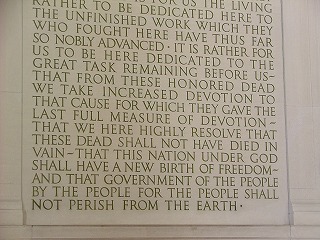 IS FOR US THE LIVING
RATHER TO BE DEDICATED HERE TO
THE UNFINISHED WORK WHICH THEY
WHO FOUGHT HERE HAVE THUS FAR
SO NOBLY ADVANCED · IT IS RATHER FOR
US TO BE HERE DEDICATED TO THE
GREAT TASK REMAINING BEFORE US~
THAT FROM THESE HONORED DEAD
WE TAKE INCREASED DEVOTION TO
THAT CAUSE FOR WHICH THEY GAVE THE
LAST FULL MEASURE OF DEVOTION~
THAT WE HERE HIGHLY RESOLVE THAT
THESE DEAD SHALL NOT HAVE DIED IN
VAIN~THAT THIS NATION UNDER GOD
SHALL HAVE A NEW BIRTH OF FREEDOM~
AND THAT GOVERNMENT OF THE PEOPLE
BY THE PEOPLE FOR THE PEOPLE SHALL
NOT PERISH FROM THE EARTH ·